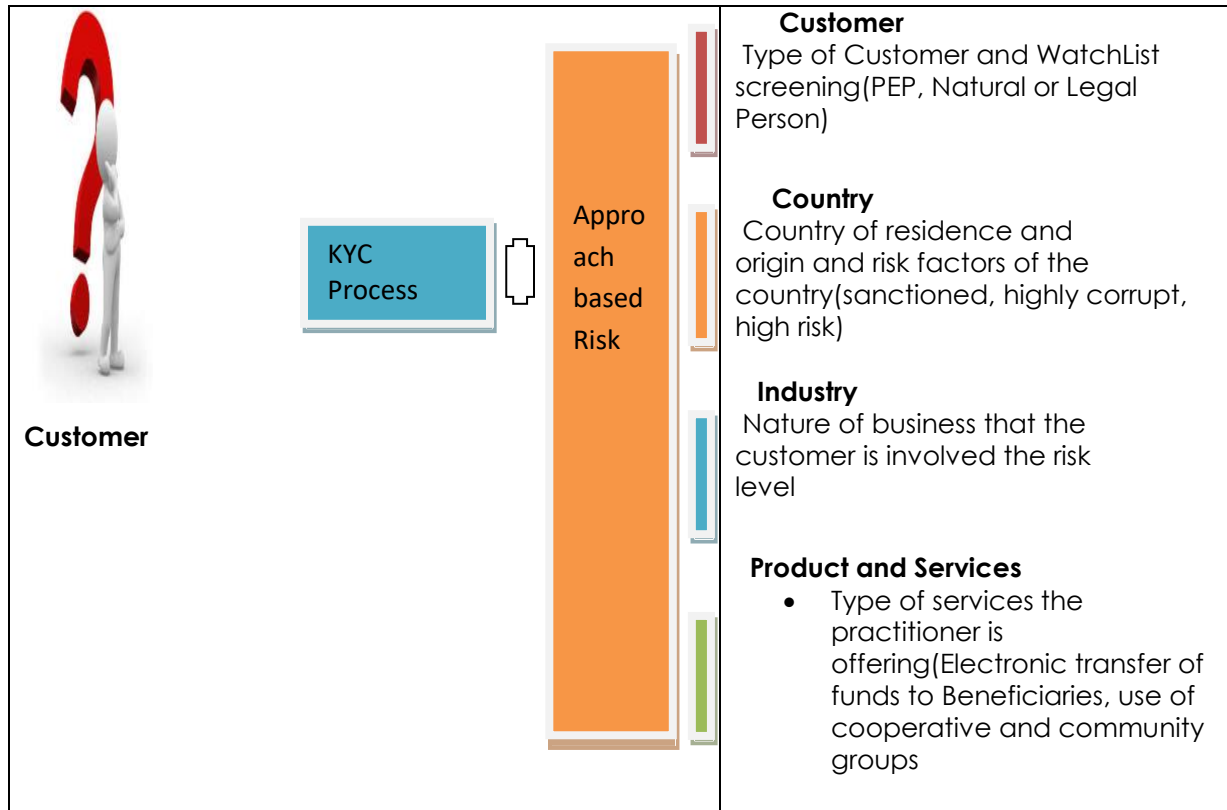 Customer
KYC
Process
Appro
ach
based
Risk
Customer
Type of Customer and WatchList
screening(PEP, Natural or Legal
Person)
Country
Country of residence and
origin and risk factors of the
country(sanctioned, highly corrupt,
high risk)
Industry
Nature of business that the
customer is involved the risk
level
Product and Services
• Type of services the
practitioner is
offering(Electronic transfer of
funds to Beneficiaries, use of
cooperative and community
groups